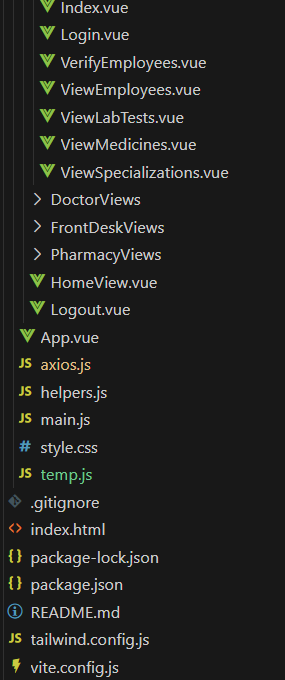 Index.vue
Login.vue
VerifyEmployees.vue
ViewEmployees.vue
ViewLabTests.vue
ViewMedicines.vue
ViewSpecializations.vue
DoctorViews
FrontDeskViews
PharmacyViews
HomeView.vue
Logout.vue
App.vue
JS axios.js
JS helpers.js
JS main.js
# style.css
JS temp.js
.gitignore
<> index.html
{ } package-lock.json
{ } package.json
README.md
JS tailwind.config.js
vite.config.js